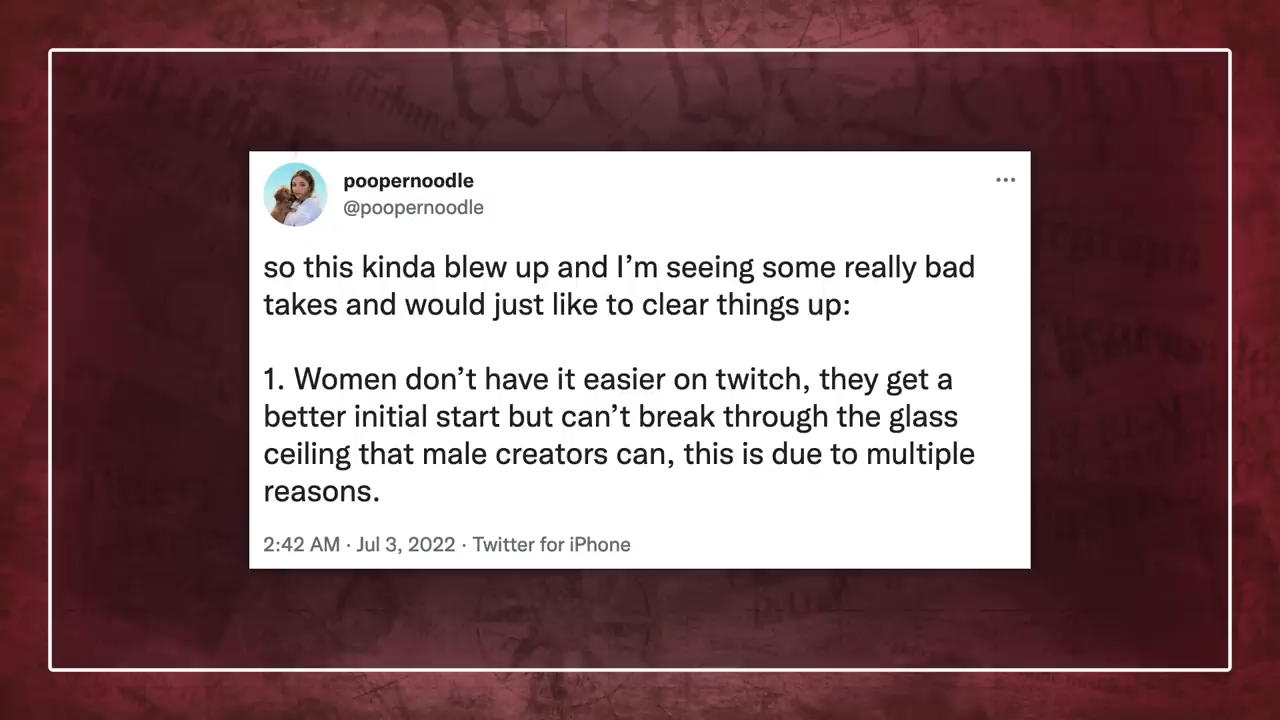 We the People
poopernoodle
@poopernoodle
so this kinda blew up and I’m seeing some really bad
takes and would just like to clear things up:
1. Women don’t have it easier on twitch, they get a
better initial start but can’t break through the glass
ceiling that male creators can, this is due to multiple
reasons.
2:42 AM · Jul 3, 2022 · Twitter for iPhone